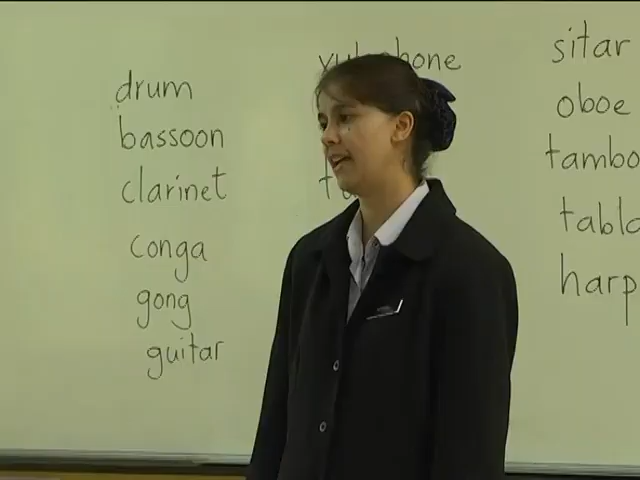 drum
bassoon
clarinet
conga
gong
guitar
sitar
oboe
harp